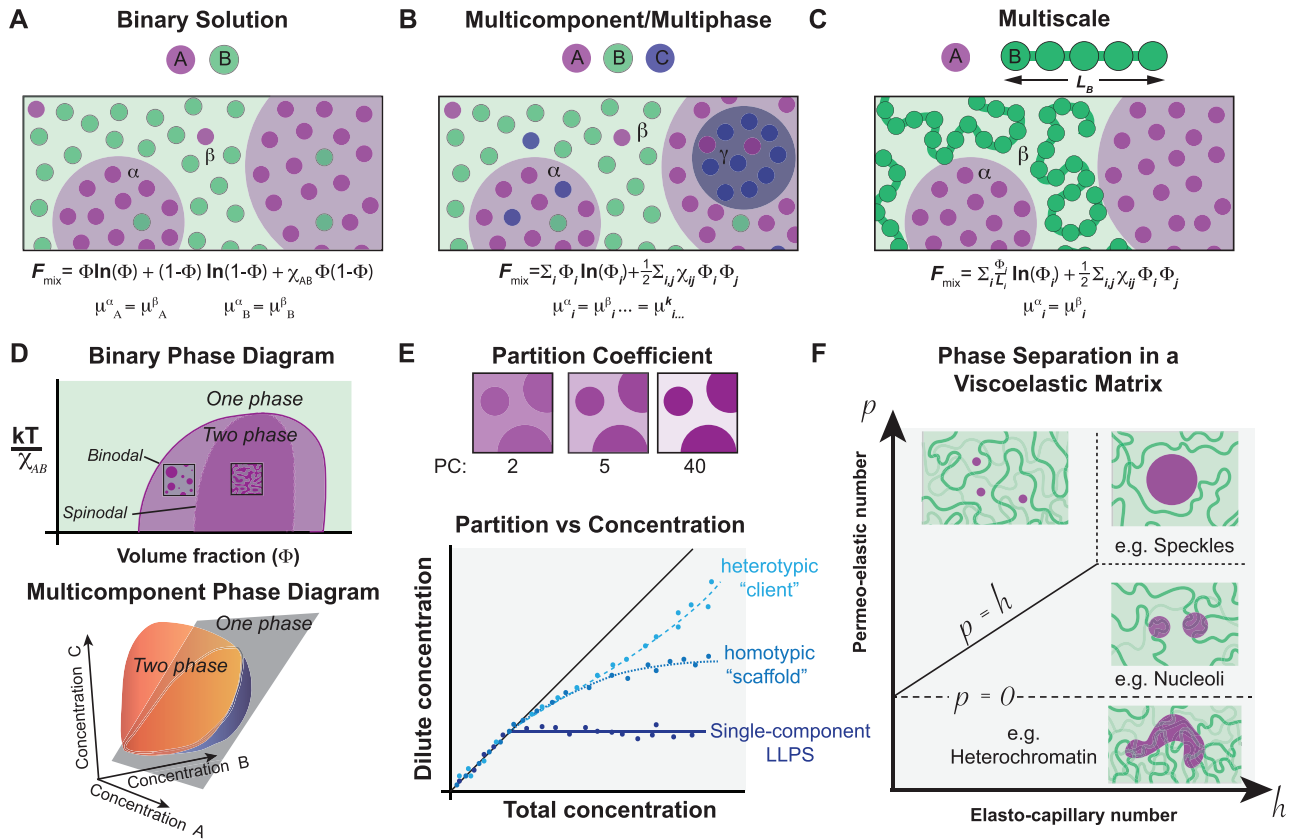 A
Binary Solution
A B
α
β
F_mix = Φln(Φ) + (1-Φ) ln(1-Φ) + χ_AB Φ(1-Φ)
μ^α_A = μ^β_A μ^α_B = μ^β_B
B
Multicomponent/Multiphase
A B C
α
β
γ
F_mix = Σ_i Φ_i ln(Φ_i)+½Σ_i,j χ_ij Φ_i Φ_j
μ^α_i = μ^β_i ... = μ^k_i...
C
Multiscale
A
B
L_B
α
β
F_mix = Σ_i Φ_i/L_i ln(Φ_i) + ½Σ_i,j χ_ij Φ_i Φ_j
μ^α_i = μ^β_i
D
Binary Phase Diagram
kT
χ_AB
One phase
Two phase
Binodal
Spinodal
Volume fraction (Φ)
Multicomponent Phase Diagram
One phase
Two phase
Concentration C
Concentration B
Concentration A
E
Partition Coefficient
PC: 2 5 40
Partition vs Concentration
Dilute concentration
heterotypic
"client"
homotypic
"scaffold"
Single-component
LLPS
Total concentration
F
Phase Separation in a
Viscoelastic Matrix
p
Permeo-elastic number
e.g. Speckles
p = h
e.g. Nucleoli
p = 0
e.g.
Heterochromatin
Elasto-capillary number
h